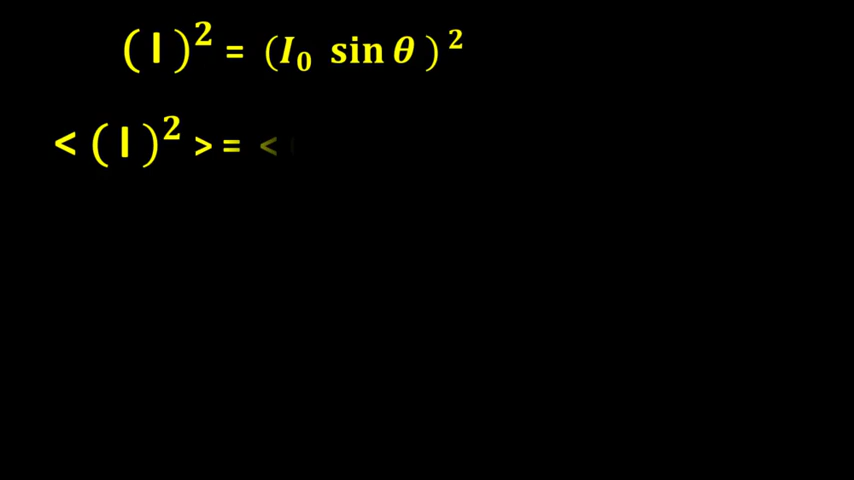 ( I )² = (I₀ sin θ )²
< ( I )² > = <